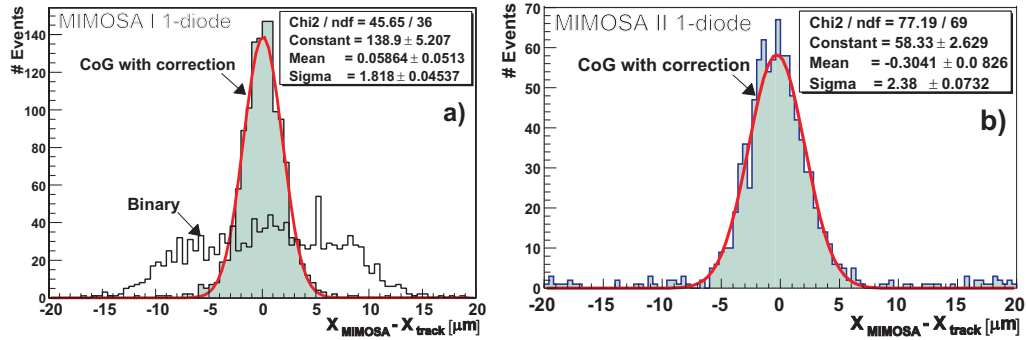 MIMOSA I 1-diode
Chi2 / ndf = 45.65 / 36
Constant = 138.9 ± 5.207
Mean = 0.05864 ± 0.0513
Sigma = 1.818 ± 0.04537
# Events
CoG with correction
a)
Binary
140
120
100
80
60
40
20
0
-20 -15 -10 -5 0 5 10 15 20
X MIMOSA - X track [µm]
MIMOSA II 1-diode
Chi2 / ndf = 77.19 / 69
Constant = 58.33 ± 2.629
Mean = -0.3041 ± 0.0 826
Sigma = 2.38 ± 0.0732
# Events
CoG with correction
b)
70
60
50
40
30
20
10
0
-20 -15 -10 -5 0 5 10 15 20
X MIMOSA - X track [µm]